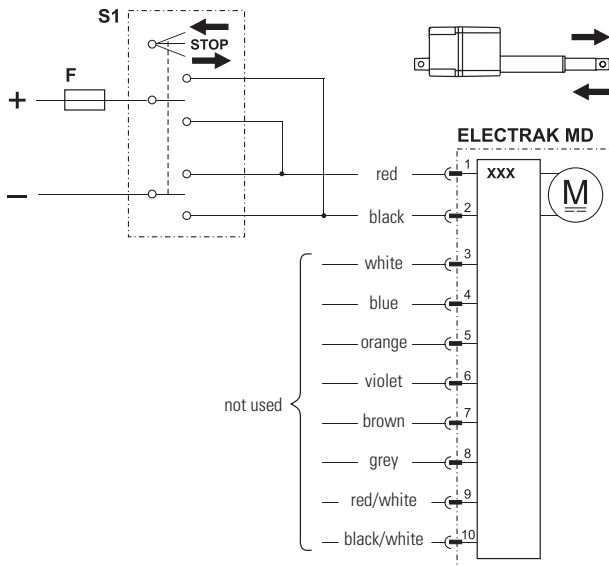 S1
STOP
F
+
−
ELECTRAK MD
red 1 XXX
M
black 2
white 3
blue 4
orange 5
violet 6
not used
brown 7
grey 8
red/white 9
black/white 10